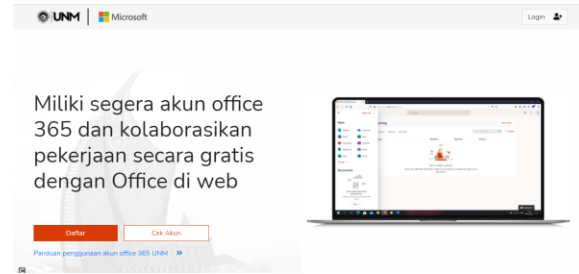 UNM Microsoft
Login
Miliki segera akun office
365 dan kolaborasikan
pekerjaan secara gratis
dengan Office di web
Daftar
Cek Akun
Panduan penggunaan akun office 365 UNM »